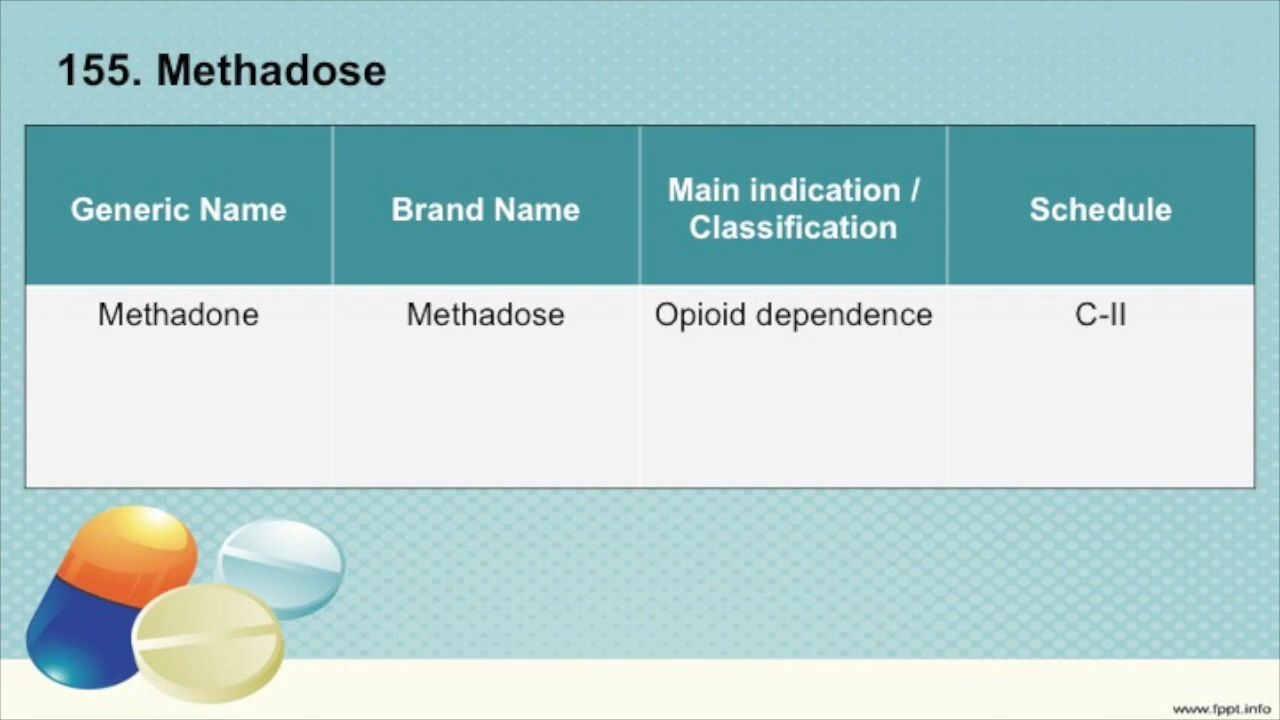 155. Methadose
Generic Name
Brand Name
Main indication /
Classification
Schedule
Methadone
Methadose
Opioid dependence
C-II
www.fppt.info